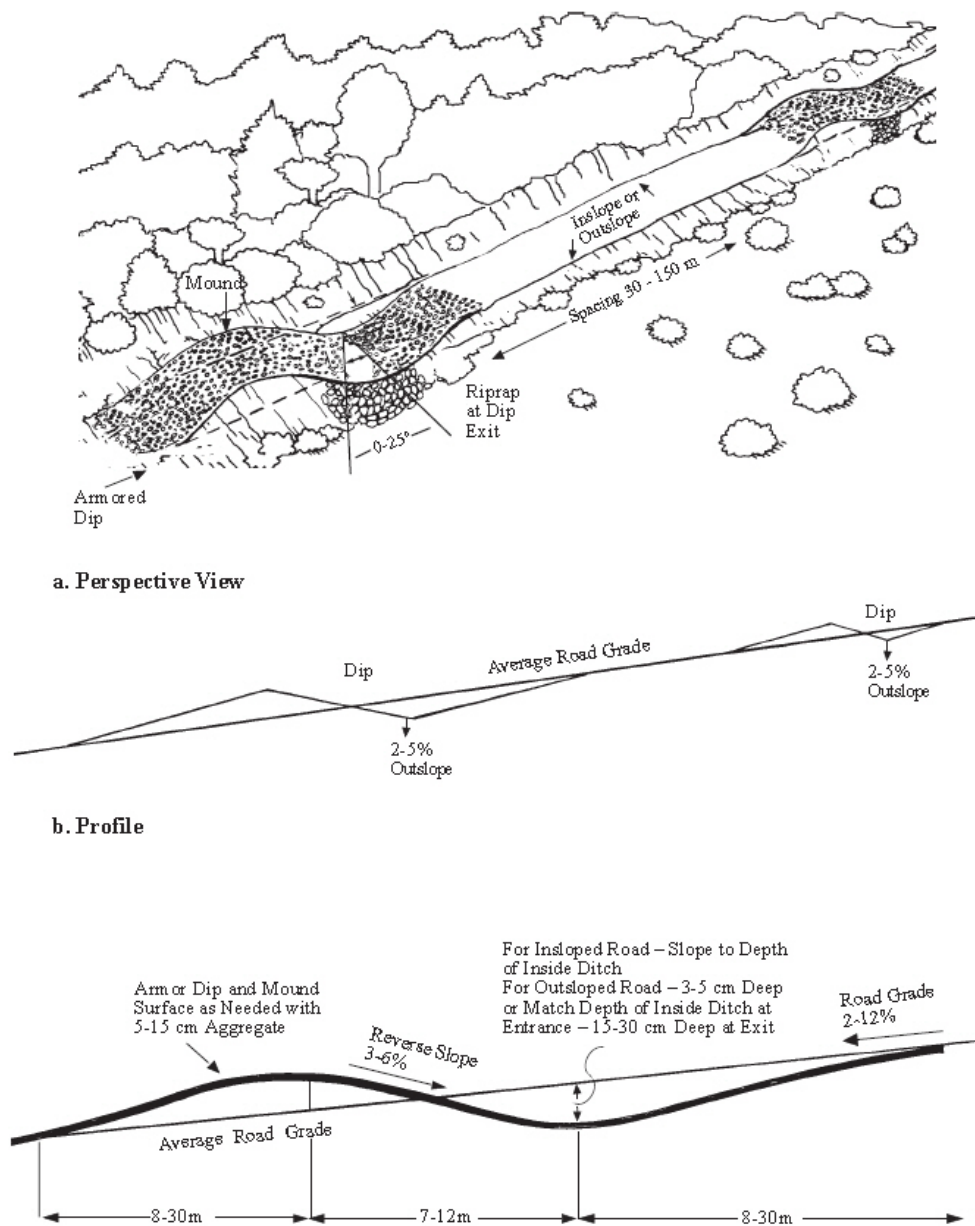 Mound
Inslope or
Outslope
Spacing 30 - 150 m
Riprap
at Dip
Exit
0-25°
Armored
Dip
a. Perspective View
Dip
Dip
Average Road Grade
2-5%
Outslope
2-5%
Outslope
b. Profile
For Insloped Road – Slope to Depth
of Inside Ditch
For Outsloped Road – 3-5 cm Deep
or Match Depth of Inside Ditch at
Entrance – 15-30 cm Deep at Exit
Armor Dip and Mound
Surface as Needed with
5-15 cm Aggregate
Road Grade
2-12%
Reverse Slope
3-6%
Average Road Grade
8-30m
7-12m
8-30m